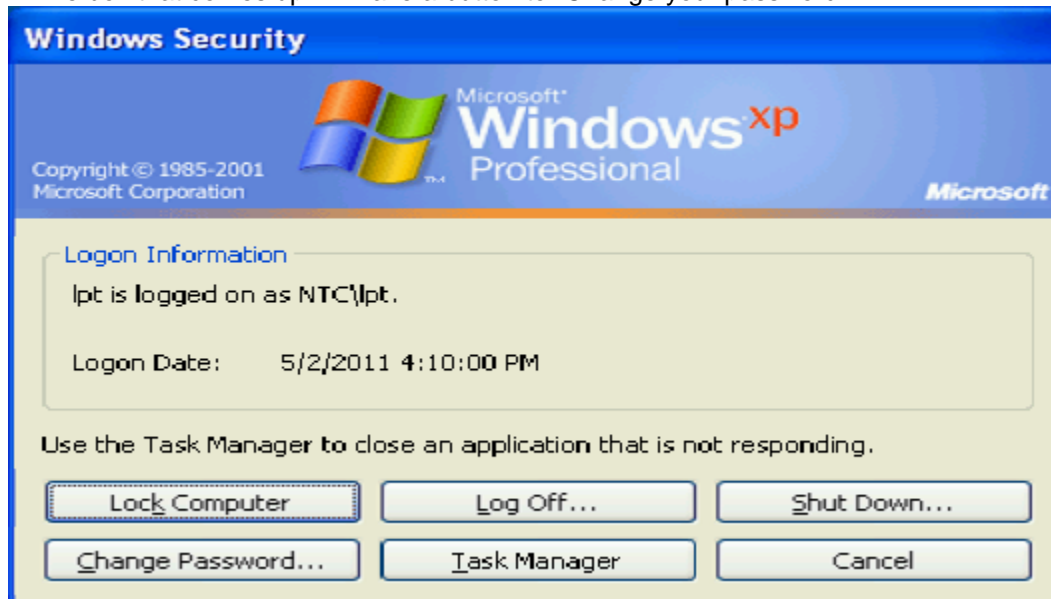 Windows Security
Microsoft®
Windows xp
Professional
Copyright © 1985-2001
Microsoft Corporation
Microsoft
Logon Information
lpt is logged on as NTC\lpt.
Logon Date: 5/2/2011 4:10:00 PM
Use the Task Manager to close an application that is not responding.
Lock Computer Log Off... Shut Down...
Change Password... Task Manager Cancel